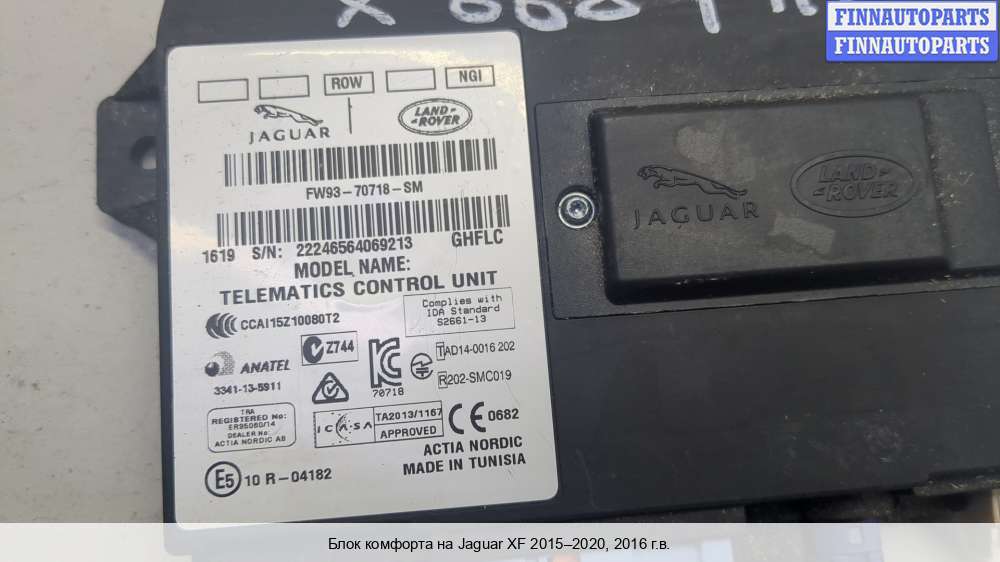 FINNAUTOPARTS
FINNAUTOPARTS
ROW
NGI
JAGUAR
LAND
ROVER
FW93-70718-SM
1619 S/N: 22246564069213 GHFLC
MODEL NAME:
TELEMATICS CONTROL UNIT
CCAI15Z10080T2
Complies with
IDA Standard
S2661-13
ANATEL
3341-13-5911
Z744
70718
TAD14-0016 202
R202-SMC019
TRA
REGISTERED No:
ER35060/14
DEALER No:
ACTIA NORDIC AB
ICASA
TA2013/1167
APPROVED
CE 0682
ACTIA NORDIC
MADE IN TUNISIA
E5 10 R-04182
JAGUAR
LAND
ROVER
Блок комфорта на Jaguar XF 2015–2020, 2016 г.в.